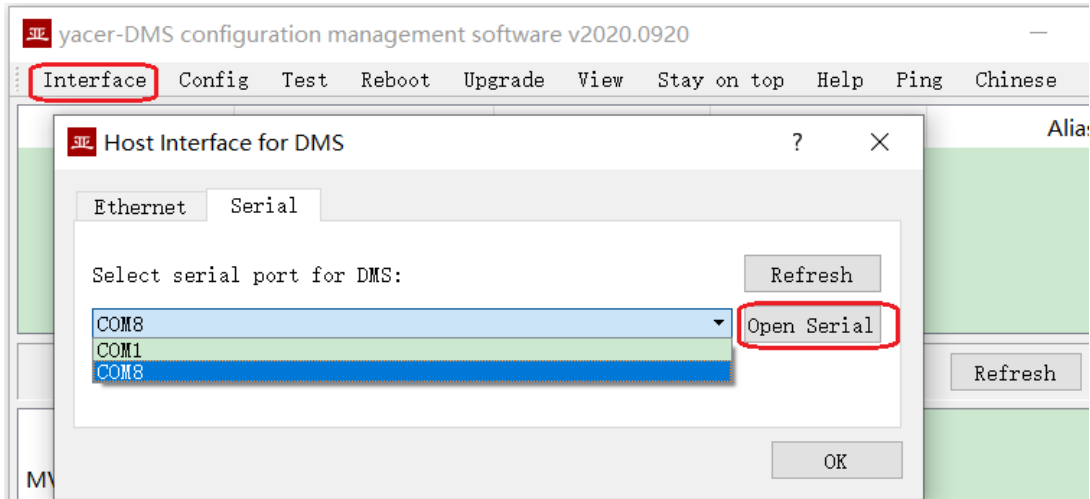 亚 yacer-DMS configuration management software v2020.0920
Interface Config Test Reboot Upgrade View Stay on top Help Ping Chinese
Alias
亚 Host Interface for DMS ?
Ethernet Serial
Select serial port for DMS:
Refresh
COM8
Open Serial
COM1
COM8
Refresh
OK
MV